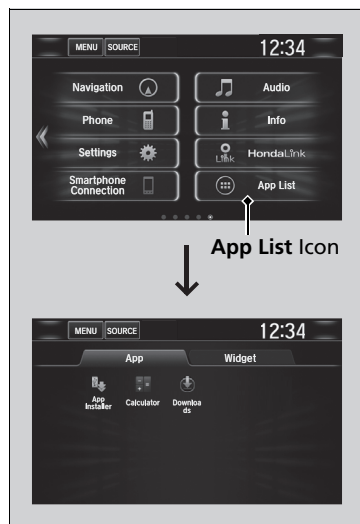 MENU SOURCE 12:34
Navigation Audio
Phone Info
Settings Link HondaLink
Smartphone
Connection App List
App List Icon
MENU SOURCE 12:34
App Widget
App
Installer
Calculator
Downloa
ds